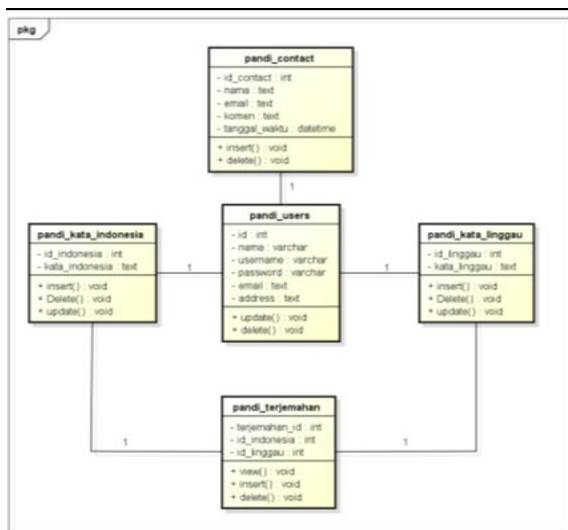 pkg
pandi_contact
- id_contact : int
- nama : text
- email : text
- komen : text
- tanggal_waktu : datetime
+ insert() : void
+ delete() : void
1
pandi_users
- id : int
- nama : varchar
- username : varchar
- password : varchar
- email : text
- address : text
+ update() : void
+ delete() : void
pandi_kata_indonesia
- id_indonesia : int
- kata_indonesia : text
+ insert() : void
+ Delete() : void
+ update() : void
1
1
pandi_kata_linggau
- id_linggau : int
- kata_linggau : text
+ insert() : void
+ Delete() : void
+ update() : void
pandi_terjemahan
- terjemahan_id : int
- id_indonesia : int
- id_linggau : int
+ view() : void
+ insert() : void
+ delete() : void
1
1